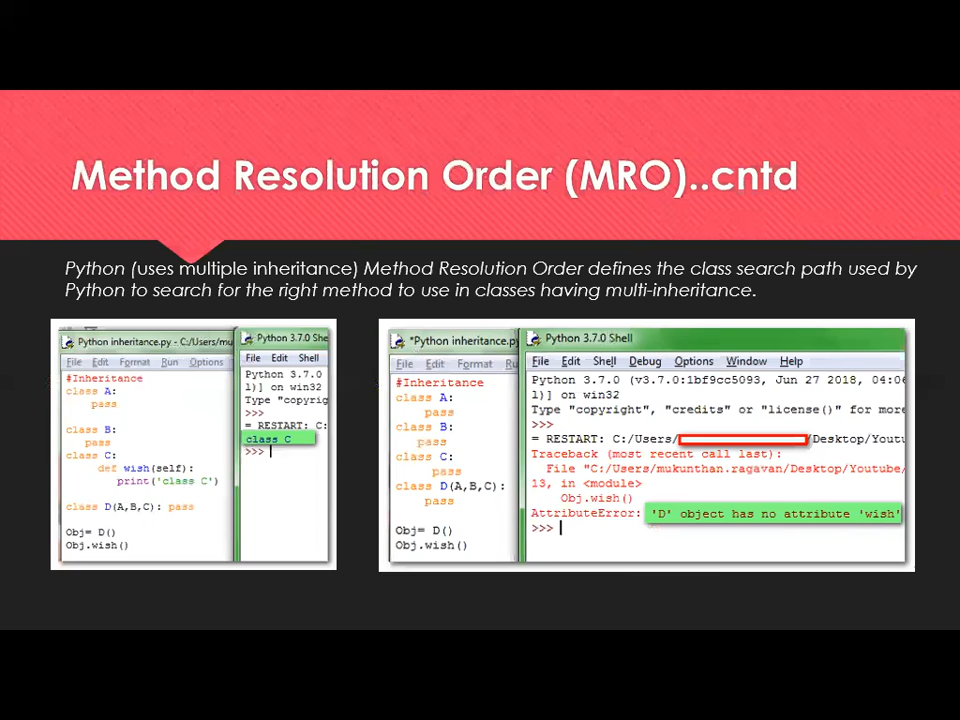 Method Resolution Order (MRO)..cntd
Python (uses multiple inheritance) Method Resolution Order defines the class search path used by
Python to search for the right method to use in classes having multi-inheritance.
Python inheritance.py - C:/Users/mu
File Edit Format Run Options
#Inheritance
class A:
pass
class B:
pass
class C:
def wish(self):
print('class C')
class D(A,B,C): pass
Obj= D()
Obj.wish()
Python 3.7.0 She
File Edit Shell
Python 3.7.0
l)] on win32
Type "copyrig
>>>
= RESTART: C:
class C
>>>
*Python inheritance.py
File Edit Format Ru
#Inheritance
class A:
pass
class B:
pass
class C:
pass
class D(A,B,C):
pass
Obj= D()
Obj.wish()
Python 3.7.0 Shell
File Edit Shell Debug Options Window Help
Python 3.7.0 (v3.7.0:1bf9cc5093, Jun 27 2018, 04:06
l)] on win32
Type "copyright", "credits" or "license()" for more
>>>
= RESTART: C:/Users/ /Desktop/Youtu
Traceback (most recent call last):
File "C:/Users/mukunthan.ragavan/Desktop/Youtube/
13, in <module>
Obj.wish()
AttributeError: 'D' object has no attribute 'wish'
>>>